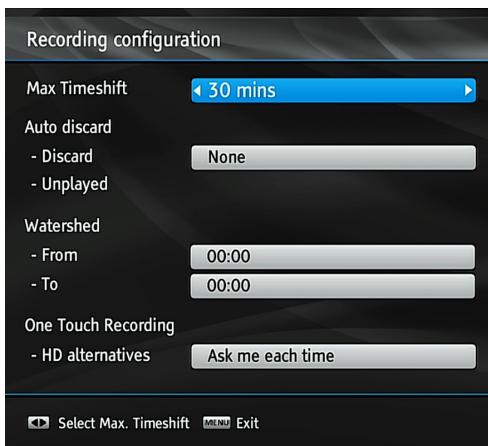 Recording configuration
Max Timeshift 30 mins
Auto discard
- Discard None
- Unplayed
Watershed
- From 00:00
- To 00:00
One Touch Recording
- HD alternatives Ask me each time
Select Max. Timeshift MENU Exit